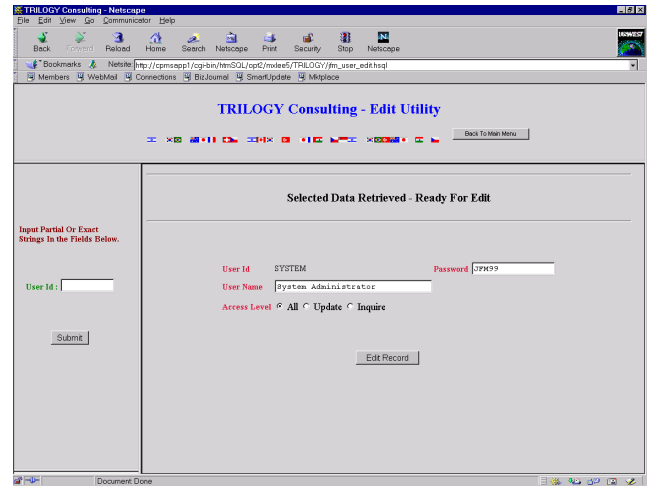 TRILOGY Consulting - Netscape
File Edit View Go Communicator Help
Back Forward Reload Home Search Netscape Print Security Stop Netscape
Bookmarks Netsite: http://cpmsapp1/cgi-bin/htmSQL/opt2/mxlee5/TRILOGY/jfm_user_edit.hsql
Members WebMail Connections BizJournal SmartUpdate Mktplace
TRILOGY Consulting - Edit Utility
Back To Main Menu
Selected Data Retrieved - Ready For Edit
Input Partial Or Exact
Strings In the Fields Below.
User Id :
Submit
User Id SYSTEM Password JFM99
User Name System Administrator
Access Level All Update Inquire
Edit Record
Document Done